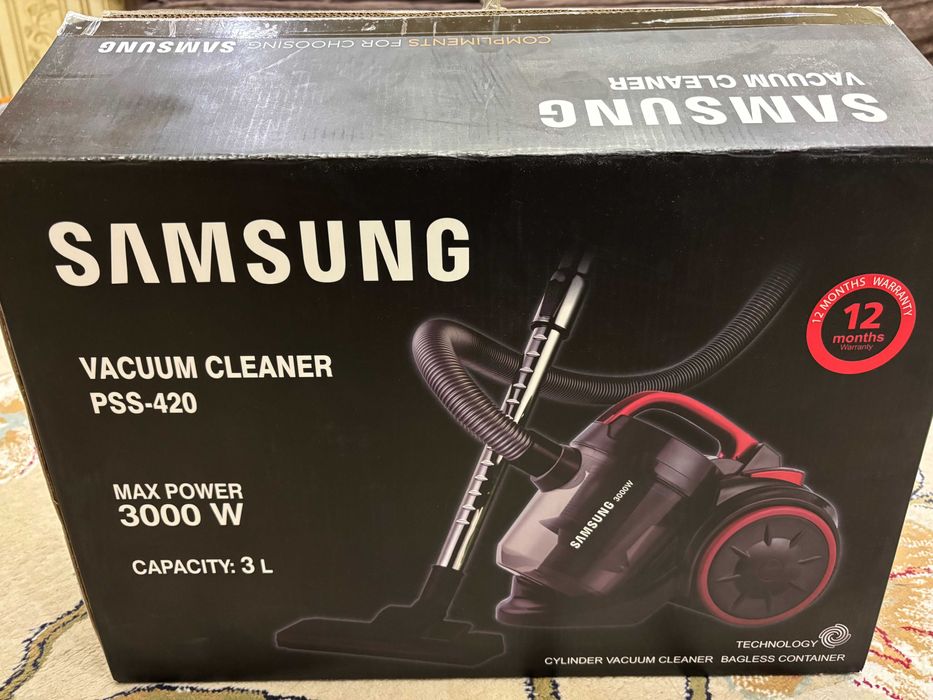 SAMSUNG COMPLIMENTS FOR CHOOSING
VACUUM CLEANER
SAMSUNG
SAMSUNG
VACUUM CLEANER
PSS-420
MAX POWER
3000 W
CAPACITY: 3 L
SAMSUNG 3000W
12 MONTHS WARRANTY
12
months
Warranty
TECHNOLOGY
CYLINDER VACUUM CLEANER BAGLESS CONTAINER